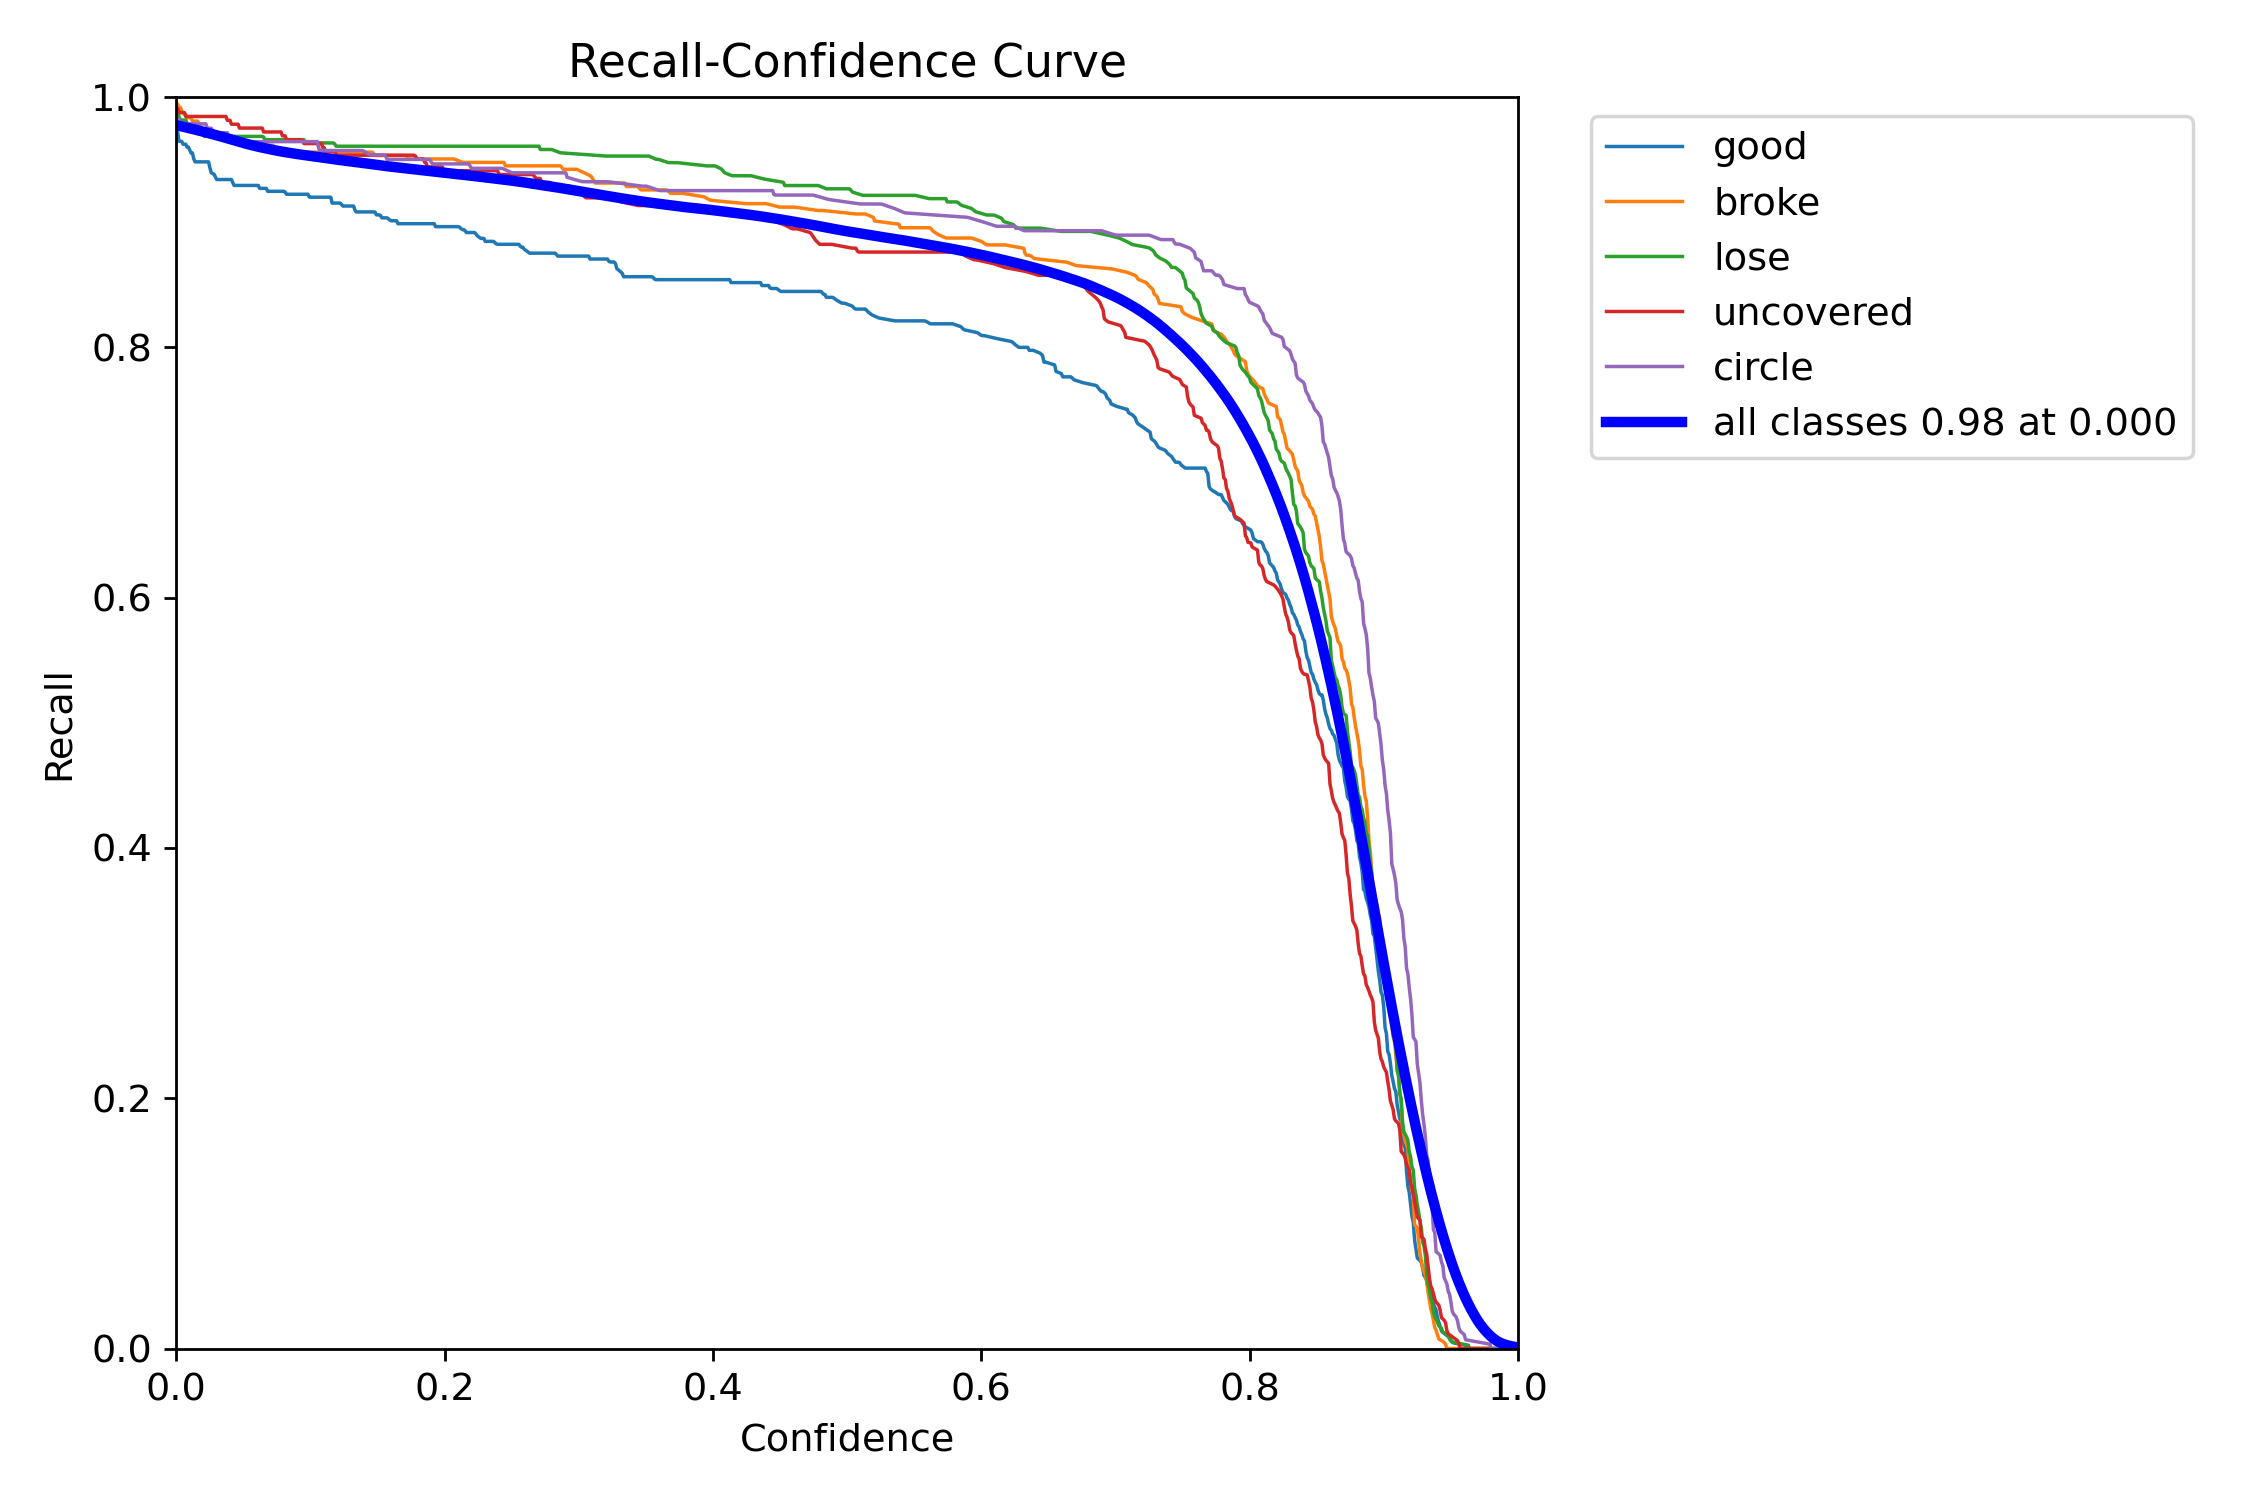 Recall-Confidence Curve
1.0
0.8
0.6
0.4
0.2
0.0
Recall
0.0 0.2 0.4 0.6 0.8 1.0
Confidence
good
broke
lose
uncovered
circle
all classes 0.98 at 0.000